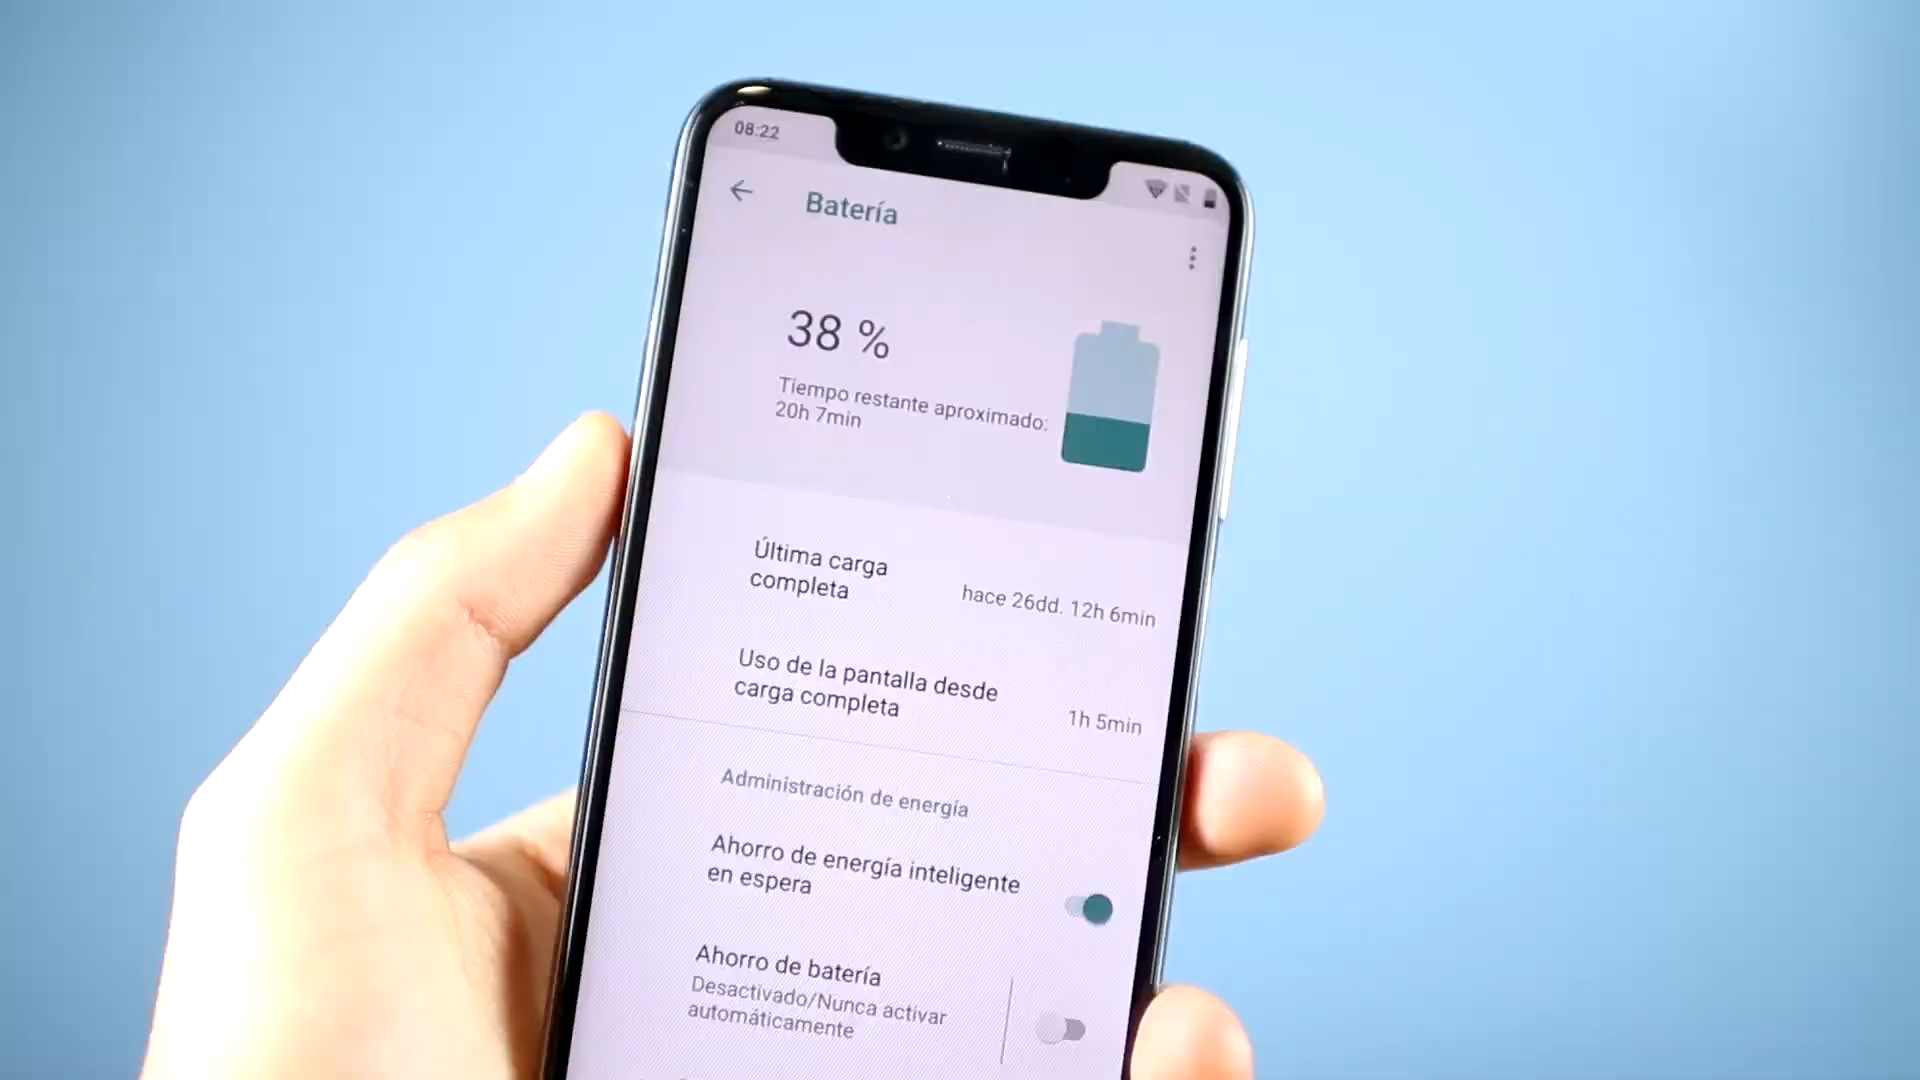 08:22
Batería
38 %
Tiempo restante aproximado:
20h 7min
Última carga
completa
hace 26dd. 12h 6min
Uso de la pantalla desde
carga completa
1h 5min
Administración de energía
Ahorro de energía inteligente
en espera
Ahorro de batería
Desactivado/Nunca activar
automáticamente